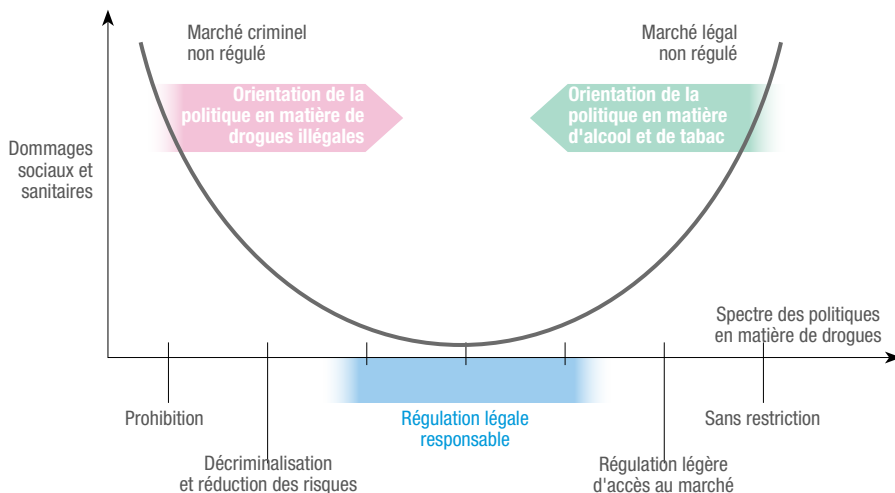 Marché criminel
non régulé
Marché légal
non régulé
Orientation de la
politique en matière de
drogues illégales
Orientation de la
politique en matière
d'alcool et de tabac
Dommages
sociaux et
sanitaires
Spectre des politiques
en matière de drogues
Prohibition
Décriminalisation
et réduction des risques
Régulation légale
responsable
Régulation légère
d'accès au marché
Sans restriction